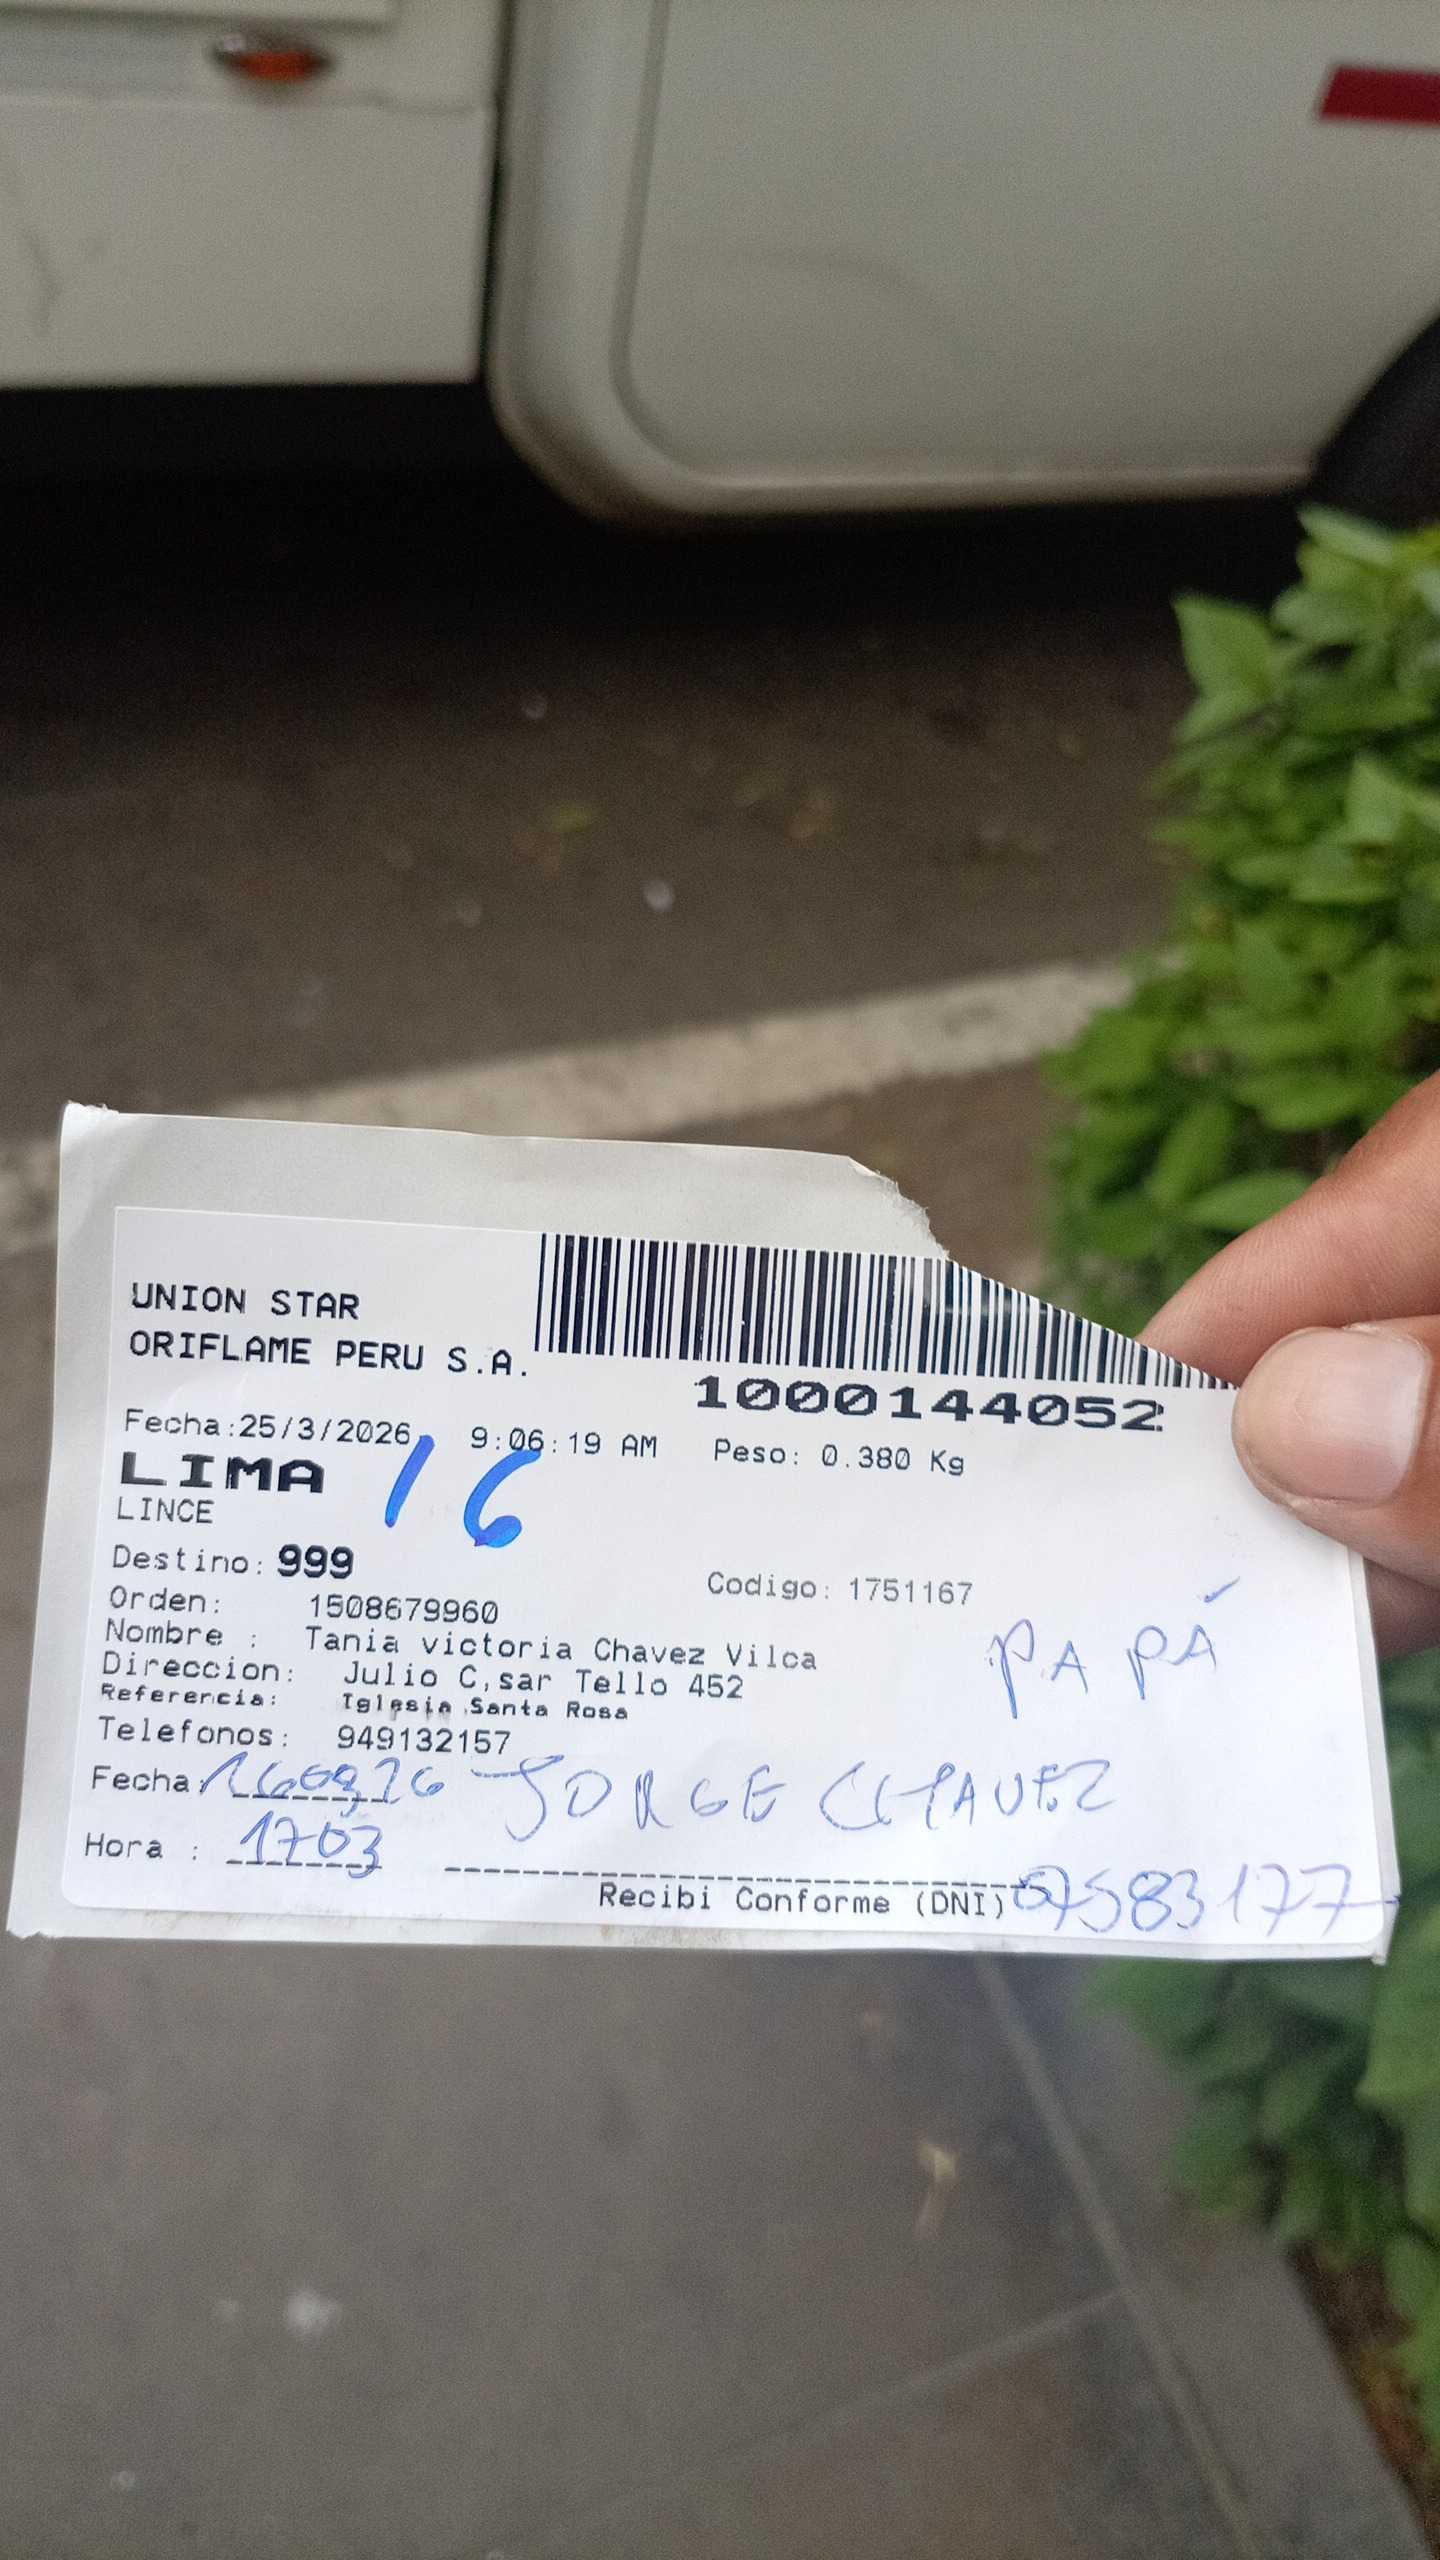 UNION STAR
ORIFLAME PERU S.A.
1000144052
Fecha:25/3/2026 9:06:19 AM Peso: 0.380 Kg
LIMA 16
LINCE
Destino: 999
Codigo: 1751167
Orden: 1508679960
Nombre : Tania victoria Chavez Vilca
PAPÁ
Direccion: Julio C,sar Tello 452
Referencia: Iglesia Santa Rosa
Telefonos: 949132157
Fecha: JORGE CHAVEZ
Hora : 1703
Recibi Conforme (DNI) 07583177